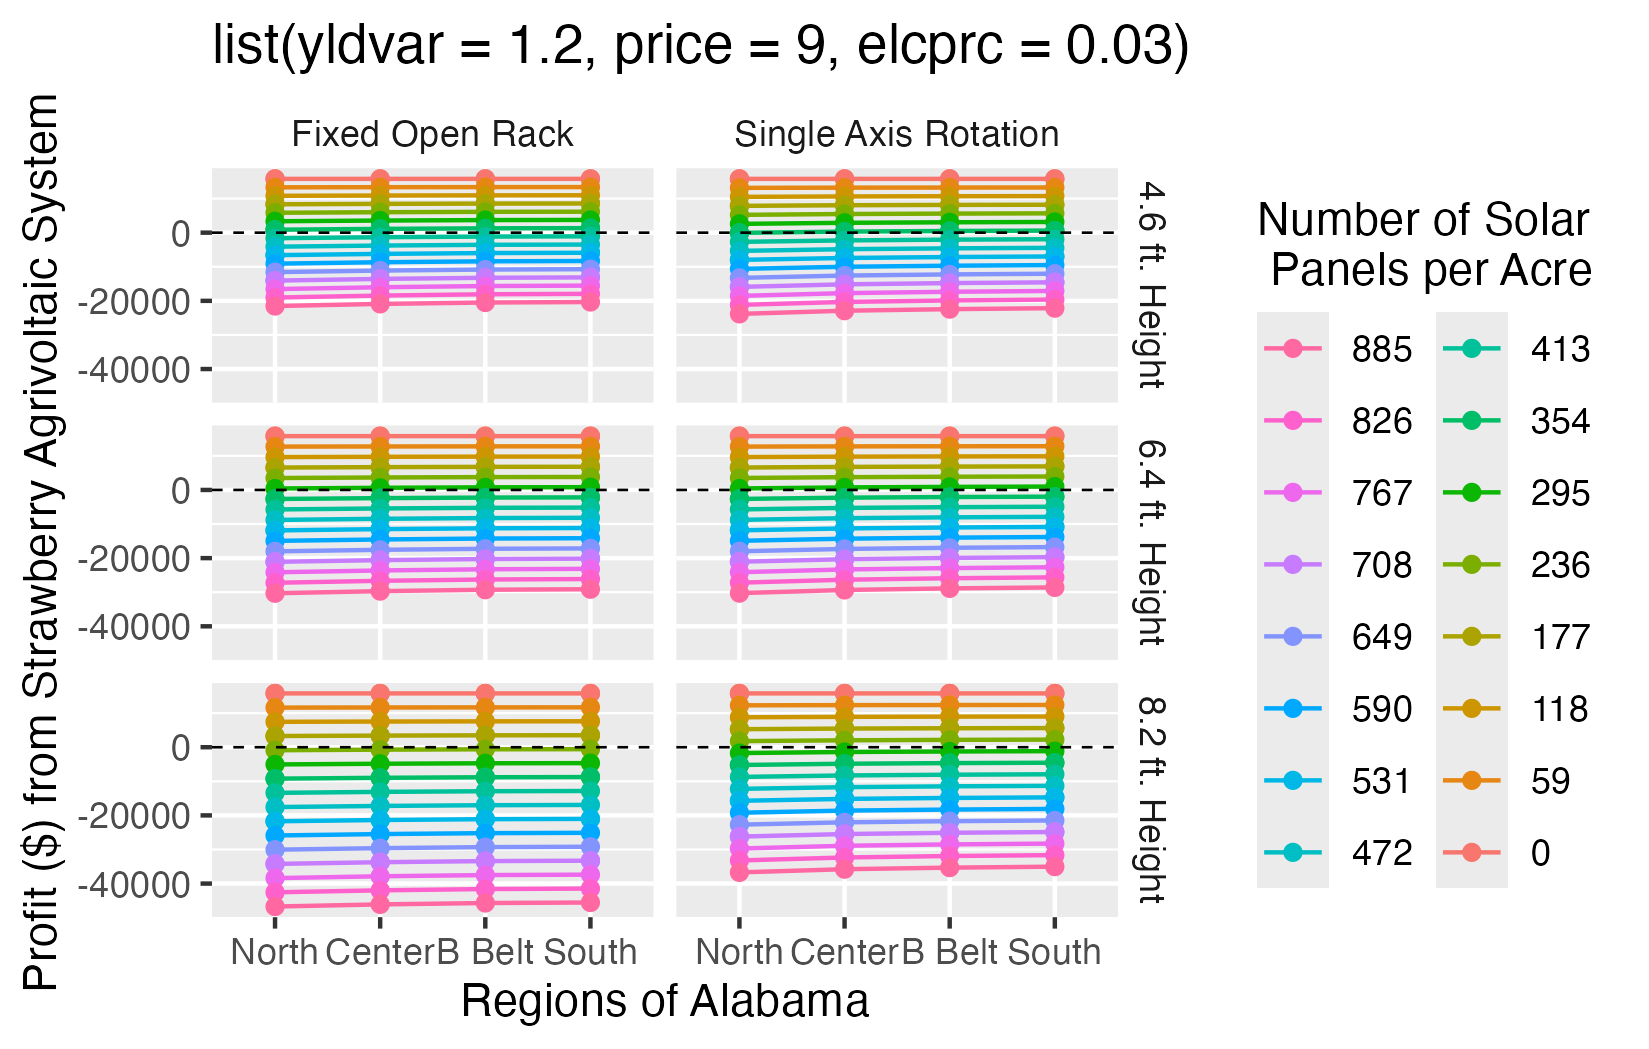 list(yldvar = 1.2, price = 9, elcprc = 0.03)
Profit ($) from Strawberry Agrivoltaic System
Fixed Open Rack
Single Axis Rotation
0
-20000
-40000
4.6 ft. Height
0
-20000
-40000
6.4 ft. Height
0
-20000
-40000
8.2 ft. Height
North Center B Belt South
North Center B Belt South
Regions of Alabama
Number of Solar
Panels per Acre
885 413
826 354
767 295
708 236
649 177
590 118
531 59
472 0